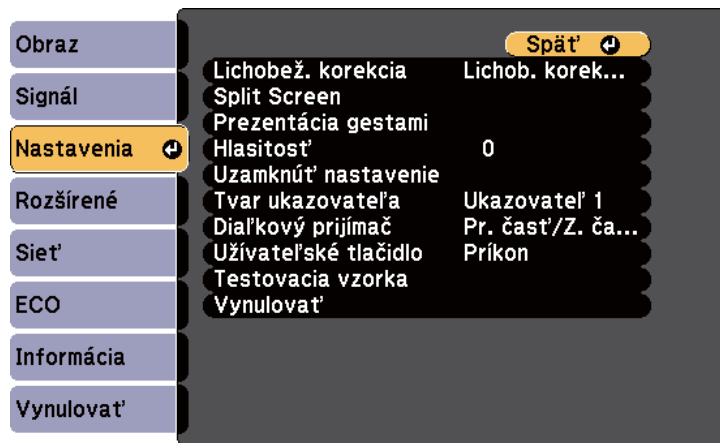 Obraz
Signál
Nastavenia
Rozšírené
Sieť
ECO
Informácia
Vynulovať
Späť
Lichobež. korekcia Lichob. korek...
Split Screen
Prezentácia gestami
Hlasitosť 0
Uzamknúť nastavenie
Tvar ukazovateľa Ukazovateľ 1
Diaľkový prijímač Pr. časť/Z. ča...
Užívateľské tlačidlo Príkon
Testovacia vzorka
Vynulovať